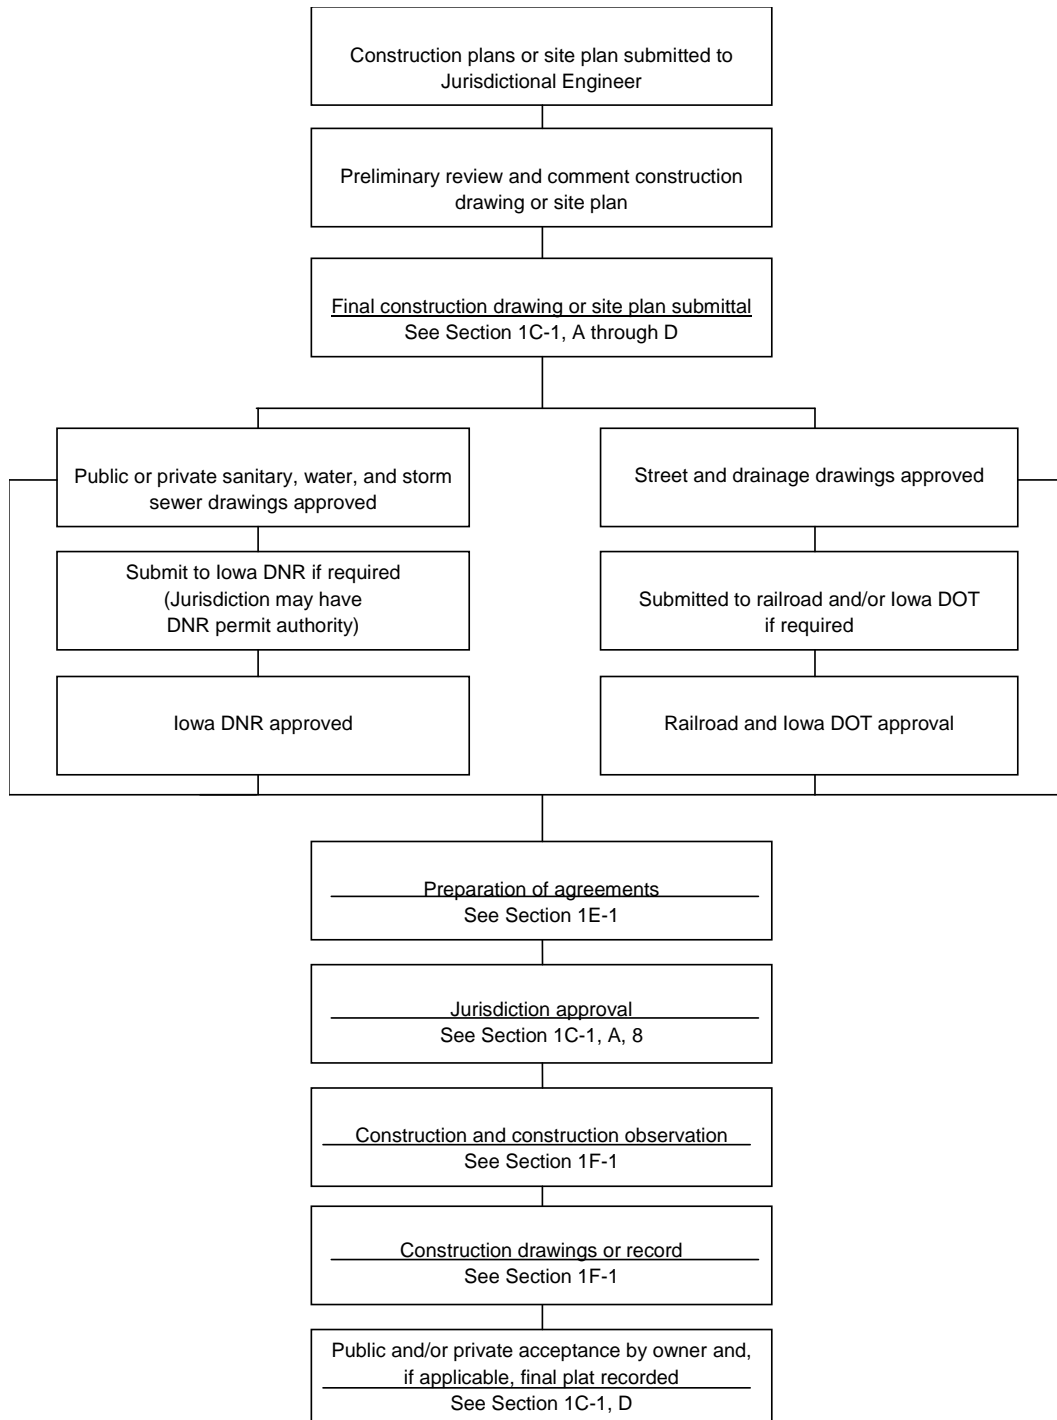 Construction plans or site plan submitted to
Jurisdictional Engineer
Preliminary review and comment construction
drawing or site plan
Final construction drawing or site plan submittal
See Section 1C-1, A through D
Public or private sanitary, water, and storm
sewer drawings approved
Street and drainage drawings approved
Submit to Iowa DNR if required
(Jurisdiction may have
DNR permit authority)
Submitted to railroad and/or Iowa DOT
if required
Iowa DNR approved
Railroad and Iowa DOT approval
Preparation of agreements
See Section 1E-1
Jurisdiction approval
See Section 1C-1, A, 8
Construction and construction observation
See Section 1F-1
Construction drawings or record
See Section 1F-1
Public and/or private acceptance by owner and,
if applicable, final plat recorded
See Section 1C-1, D